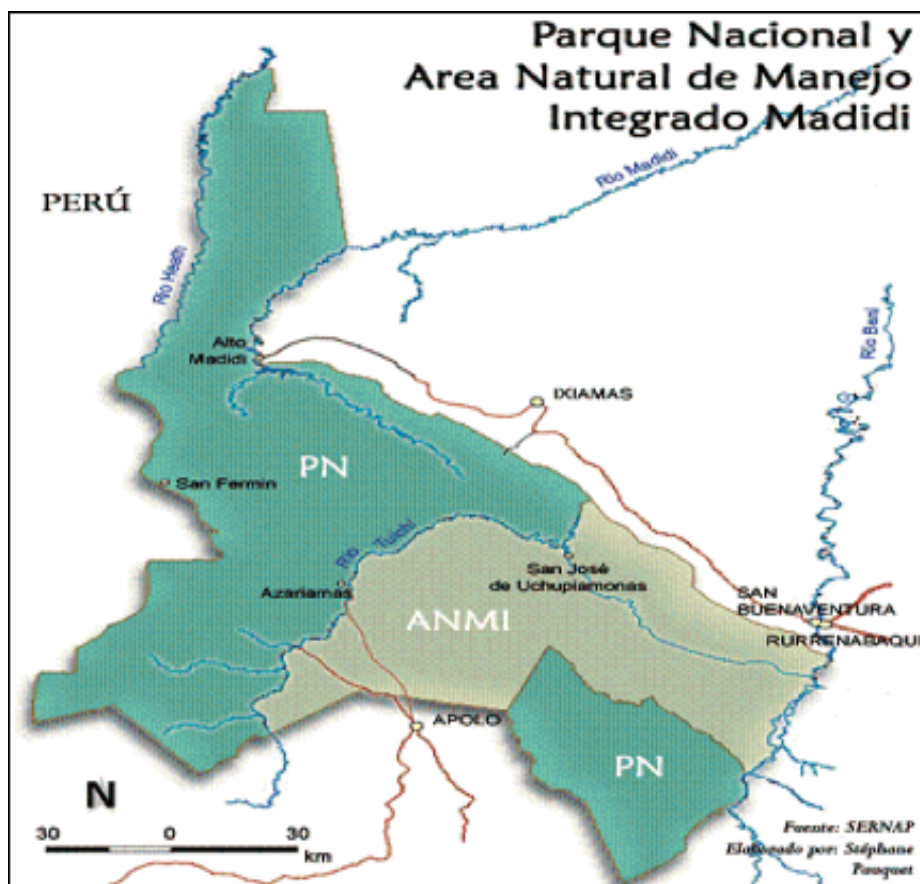 Parque Nacional y
Area Natural de Manejo
Integrado Madidi
Río Madidi
PERÚ
Río Heath
Río Beni
Alto
Madidi
IXIAMAS
PN
San Fermin
Río Tuichi
San José
de Uchupiamonas
Azariamas
SAN
BUENAVENTURA
ANMI
RURRENABAQUE
APOLO
PN
N
30 0 30
km
Fuente: SERNAP
Elaborado por: Stéphane
Pauquet